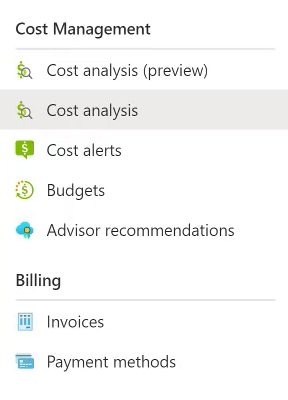 Cost Management
Cost analysis (preview)
Cost analysis
Cost alerts
Budgets
Advisor recommendations
Billing
Invoices
Payment methods